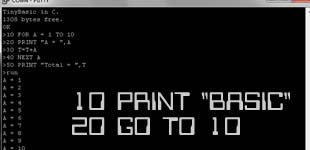 COM4 - PuTTY
TinyBasic in C.
1308 bytes free.
OK
>10 FOR A = 1 TO 10
>20 PRINT "A = ",A
>30 T=T+A
>40 NEXT A
>50 PRINT "Total = ",T
>run
A = 1
A = 2
A = 3
A = 4
A = 5
A = 6
A = 7
A = 8
A = 9
A = 10
10 PRINT "BASIC"
20 GO TO 10